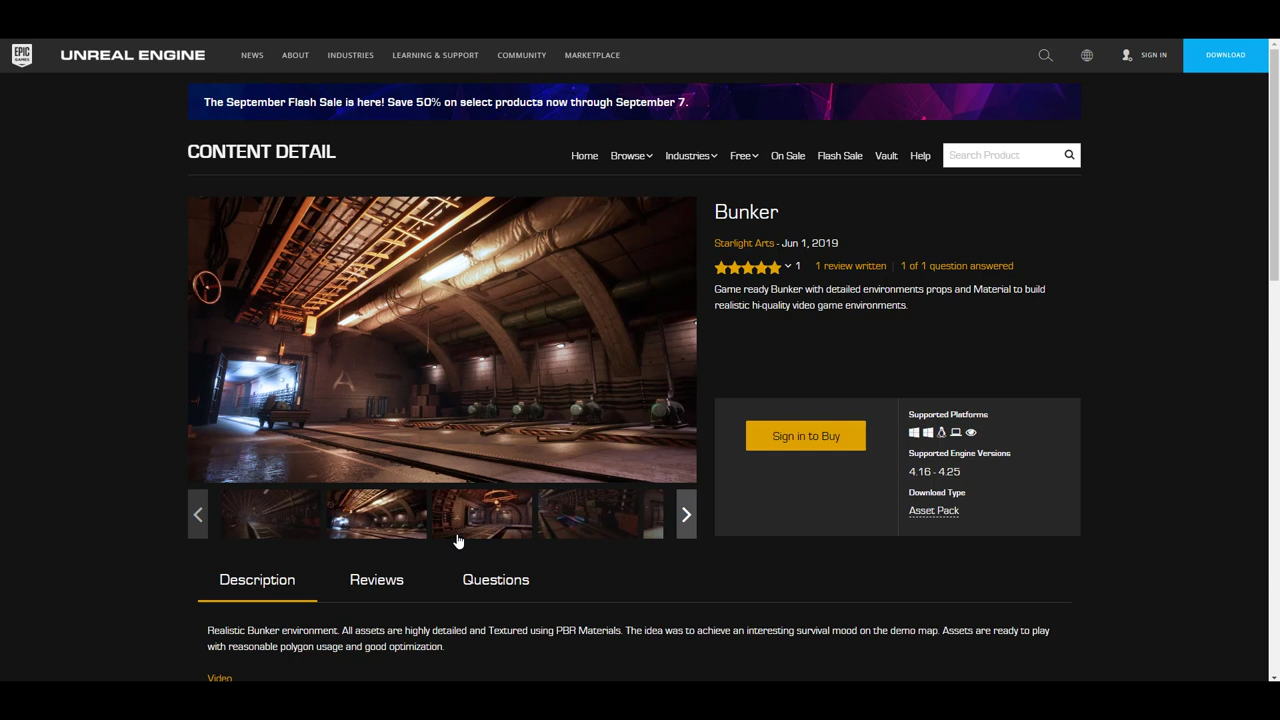 EPIC GAMES
UNREAL ENGINE
NEWS
ABOUT
INDUSTRIES
LEARNING & SUPPORT
COMMUNITY
MARKETPLACE
SIGN IN
DOWNLOAD
The September Flash Sale is here! Save 50% on select products now through September 7.
CONTENT DETAIL
Home
Browse
Industries
Free
On Sale
Flash Sale
Vault
Help
Search Product
Bunker
Starlight Arts - Jun 1, 2019
1
1 review written
1 of 1 question answered
Game ready Bunker with detailed environments props and Material to build
realistic hi-quality video game environments.
Sign in to Buy
Supported Platforms
Supported Engine Versions
4.16 - 4.25
Download Type
Asset Pack
A
Description
Reviews
Questions
Realistic Bunker environment. All assets are highly detailed and Textured using PBR Materials. The idea was to achieve an interesting survival mood on the demo map. Assets are ready to play
with reasonable polygon usage and good optimization.
Video